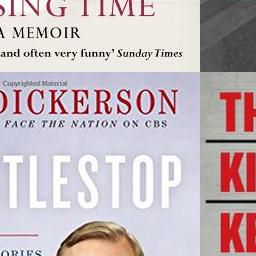 SING TIME
A MEMOIR
and often very funny' Sunday Times
Copyrighted Material
DICKERSON
FACE THE NATION ON CBS
TLESTOP
ORIES
TH
KI
KE